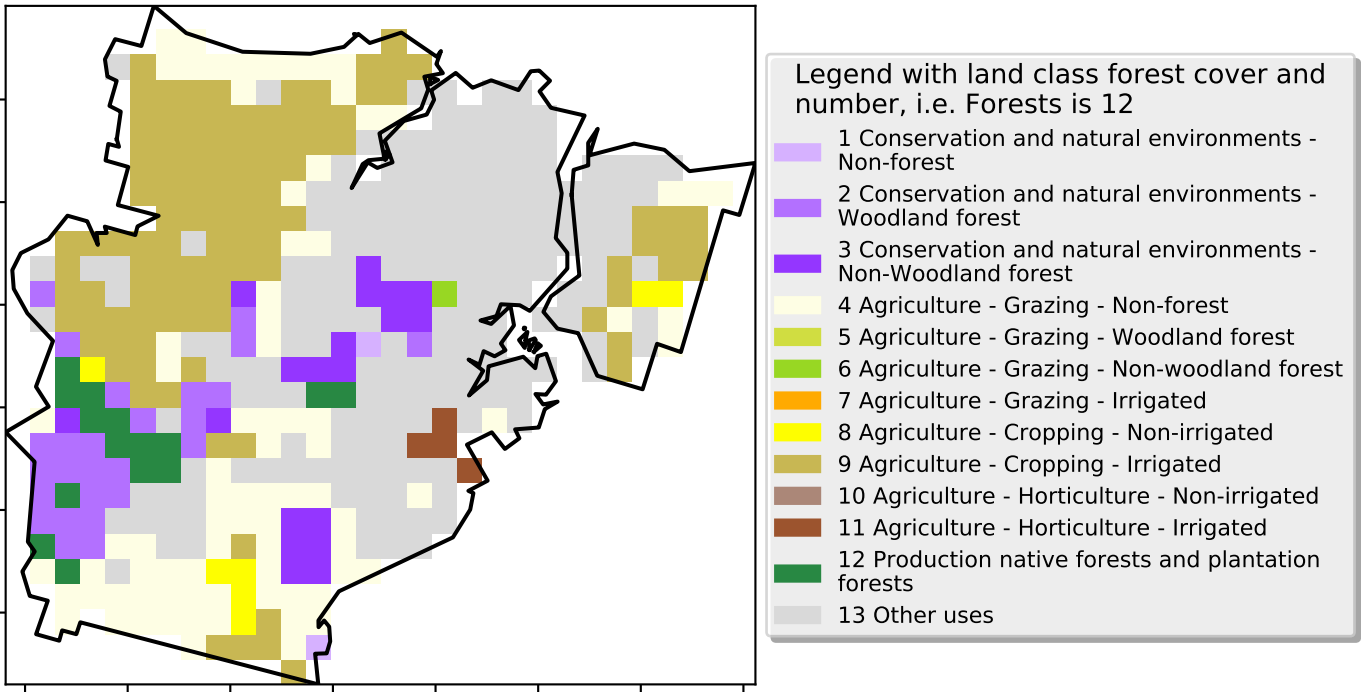 Legend with land class forest cover and
number, i.e. Forests is 12
1 Conservation and natural environments -
Non-forest
2 Conservation and natural environments -
Woodland forest
3 Conservation and natural environments -
Non-Woodland forest
4 Agriculture - Grazing - Non-forest
5 Agriculture - Grazing - Woodland forest
6 Agriculture - Grazing - Non-woodland forest
7 Agriculture - Grazing - Irrigated
8 Agriculture - Cropping - Non-irrigated
9 Agriculture - Cropping - Irrigated
10 Agriculture - Horticulture - Non-irrigated
11 Agriculture - Horticulture - Irrigated
12 Production native forests and plantation
forests
13 Other uses